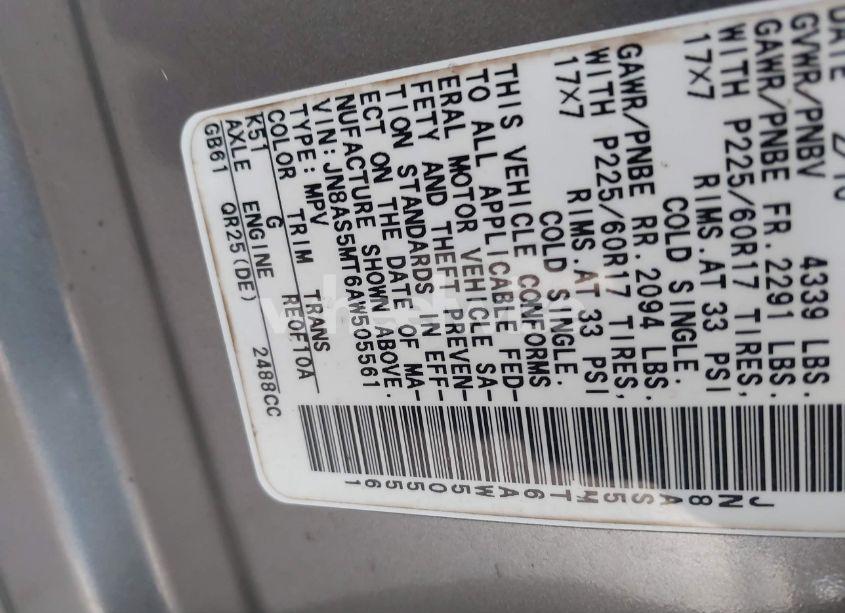 DATE
GVWR/PNBV 4339 LBS.
GAWR/PNBE FR. 2291 LBS.
WITH P225/60R17 TIRES,
17X7 RIMS.AT 33 PSI
COLD SINGLE.
GAWR/PNBE RR. 2094 LBS.
WITH P225/60R17 TIRES,
17X7 RIMS.AT 33 PSI
COLD SINGLE.
THIS VEHICLE CONFORMS
TO ALL APPLICABLE FED-
ERAL MOTOR VEHICLE SA-
FETY AND THEFT PREVEN-
TION STANDARDS IN EFF-
ECT ON THE DATE OF MA-
NUFACTURE SHOWN ABOVE.
VIN:JN8AS5MT6AW505561
TYPE:MPV
COLOR TRIM TRANS
K51 G RE0F10A
AXLE ENGINE
GB61 QR25(DE) 2488CC
JN8AS5MT6AW505561